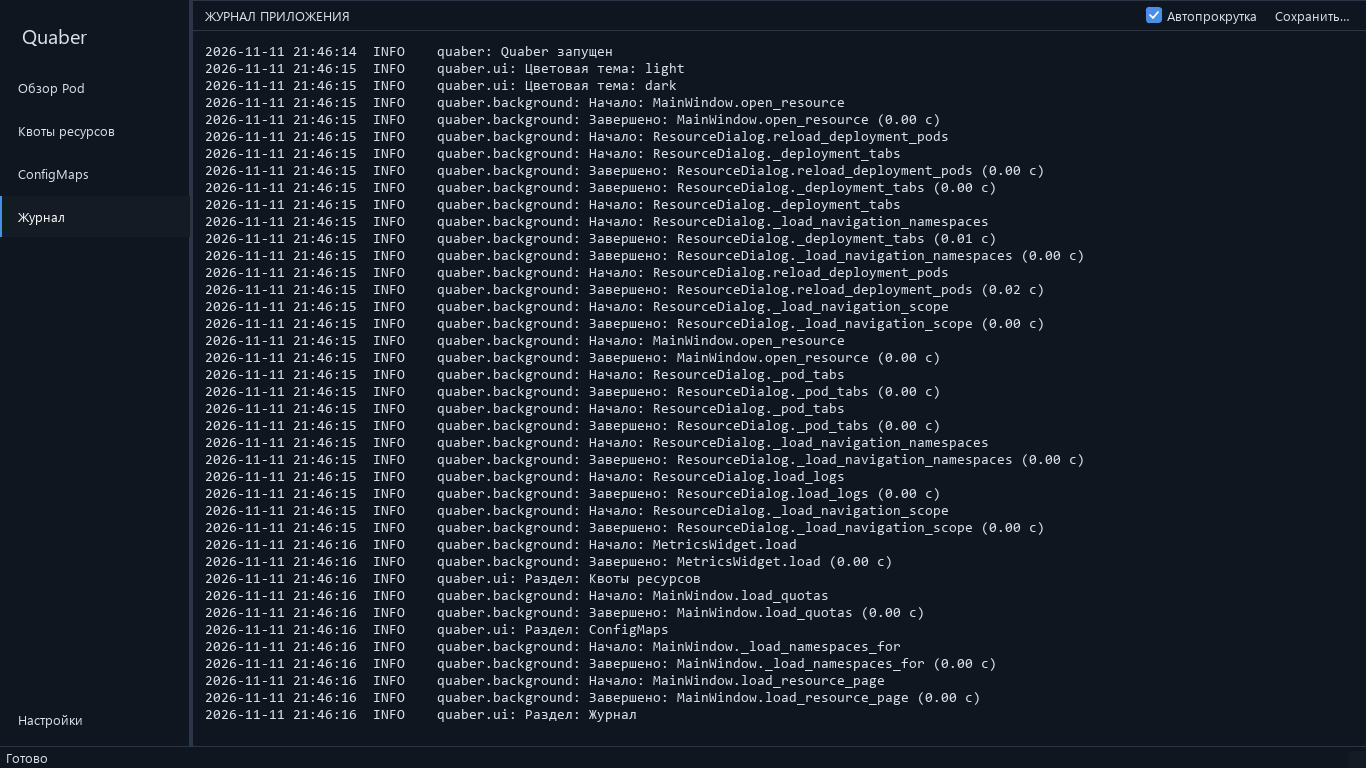 Quaber
Обзор Pod
Квоты ресурсов
ConfigMaps
Журнал
Настройки
ЖУРНАЛ ПРИЛОЖЕНИЯ
Автопрокрутка
Сохранить...
2026-11-11 21:46:14  INFO    quaber: Quaber запущен
2026-11-11 21:46:15  INFO    quaber.ui: Цветовая тема: light
2026-11-11 21:46:15  INFO    quaber.ui: Цветовая тема: dark
2026-11-11 21:46:15  INFO    quaber.background: Начало: MainWindow.open_resource
2026-11-11 21:46:15  INFO    quaber.background: Завершено: MainWindow.open_resource (0.00 с)
2026-11-11 21:46:15  INFO    quaber.background: Начало: ResourceDialog.reload_deployment_pods
2026-11-11 21:46:15  INFO    quaber.background: Начало: ResourceDialog._deployment_tabs
2026-11-11 21:46:15  INFO    quaber.background: Завершено: ResourceDialog.reload_deployment_pods (0.00 с)
2026-11-11 21:46:15  INFO    quaber.background: Завершено: ResourceDialog._deployment_tabs (0.00 с)
2026-11-11 21:46:15  INFO    quaber.background: Начало: ResourceDialog._deployment_tabs
2026-11-11 21:46:15  INFO    quaber.background: Начало: ResourceDialog._load_navigation_namespaces
2026-11-11 21:46:15  INFO    quaber.background: Завершено: ResourceDialog._deployment_tabs (0.01 с)
2026-11-11 21:46:15  INFO    quaber.background: Завершено: ResourceDialog._load_navigation_namespaces (0.00 с)
2026-11-11 21:46:15  INFO    quaber.background: Начало: ResourceDialog.reload_deployment_pods
2026-11-11 21:46:15  INFO    quaber.background: Завершено: ResourceDialog.reload_deployment_pods (0.02 с)
2026-11-11 21:46:15  INFO    quaber.background: Начало: ResourceDialog._load_navigation_scope
2026-11-11 21:46:15  INFO    quaber.background: Завершено: ResourceDialog._load_navigation_scope (0.00 с)
2026-11-11 21:46:15  INFO    quaber.background: Начало: MainWindow.open_resource
2026-11-11 21:46:15  INFO    quaber.background: Завершено: MainWindow.open_resource (0.00 с)
2026-11-11 21:46:15  INFO    quaber.background: Начало: ResourceDialog._pod_tabs
2026-11-11 21:46:15  INFO    quaber.background: Завершено: ResourceDialog._pod_tabs (0.00 с)
2026-11-11 21:46:15  INFO    quaber.background: Начало: ResourceDialog._pod_tabs
2026-11-11 21:46:15  INFO    quaber.background: Завершено: ResourceDialog._pod_tabs (0.00 с)
2026-11-11 21:46:15  INFO    quaber.background: Начало: ResourceDialog._load_navigation_namespaces
2026-11-11 21:46:15  INFO    quaber.background: Завершено: ResourceDialog._load_navigation_namespaces (0.00 с)
2026-11-11 21:46:15  INFO    quaber.background: Начало: ResourceDialog.load_logs
2026-11-11 21:46:15  INFO    quaber.background: Завершено: ResourceDialog.load_logs (0.00 с)
2026-11-11 21:46:15  INFO    quaber.background: Начало: ResourceDialog._load_navigation_scope
2026-11-11 21:46:15  INFO    quaber.background: Завершено: ResourceDialog._load_navigation_scope (0.00 с)
2026-11-11 21:46:16  INFO    quaber.background: Начало: MetricsWidget.load
2026-11-11 21:46:16  INFO    quaber.background: Завершено: MetricsWidget.load (0.00 с)
2026-11-11 21:46:16  INFO    quaber.ui: Раздел: Квоты ресурсов
2026-11-11 21:46:16  INFO    quaber.background: Начало: MainWindow.load_quotas
2026-11-11 21:46:16  INFO    quaber.background: Завершено: MainWindow.load_quotas (0.00 с)
2026-11-11 21:46:16  INFO    quaber.ui: Раздел: ConfigMaps
2026-11-11 21:46:16  INFO    quaber.background: Начало: MainWindow._load_namespaces_for
2026-11-11 21:46:16  INFO    quaber.background: Завершено: MainWindow._load_namespaces_for (0.00 с)
2026-11-11 21:46:16  INFO    quaber.background: Начало: MainWindow.load_resource_page
2026-11-11 21:46:16  INFO    quaber.background: Завершено: MainWindow.load_resource_page (0.00 с)
2026-11-11 21:46:16  INFO    quaber.ui: Раздел: Журнал
Готово